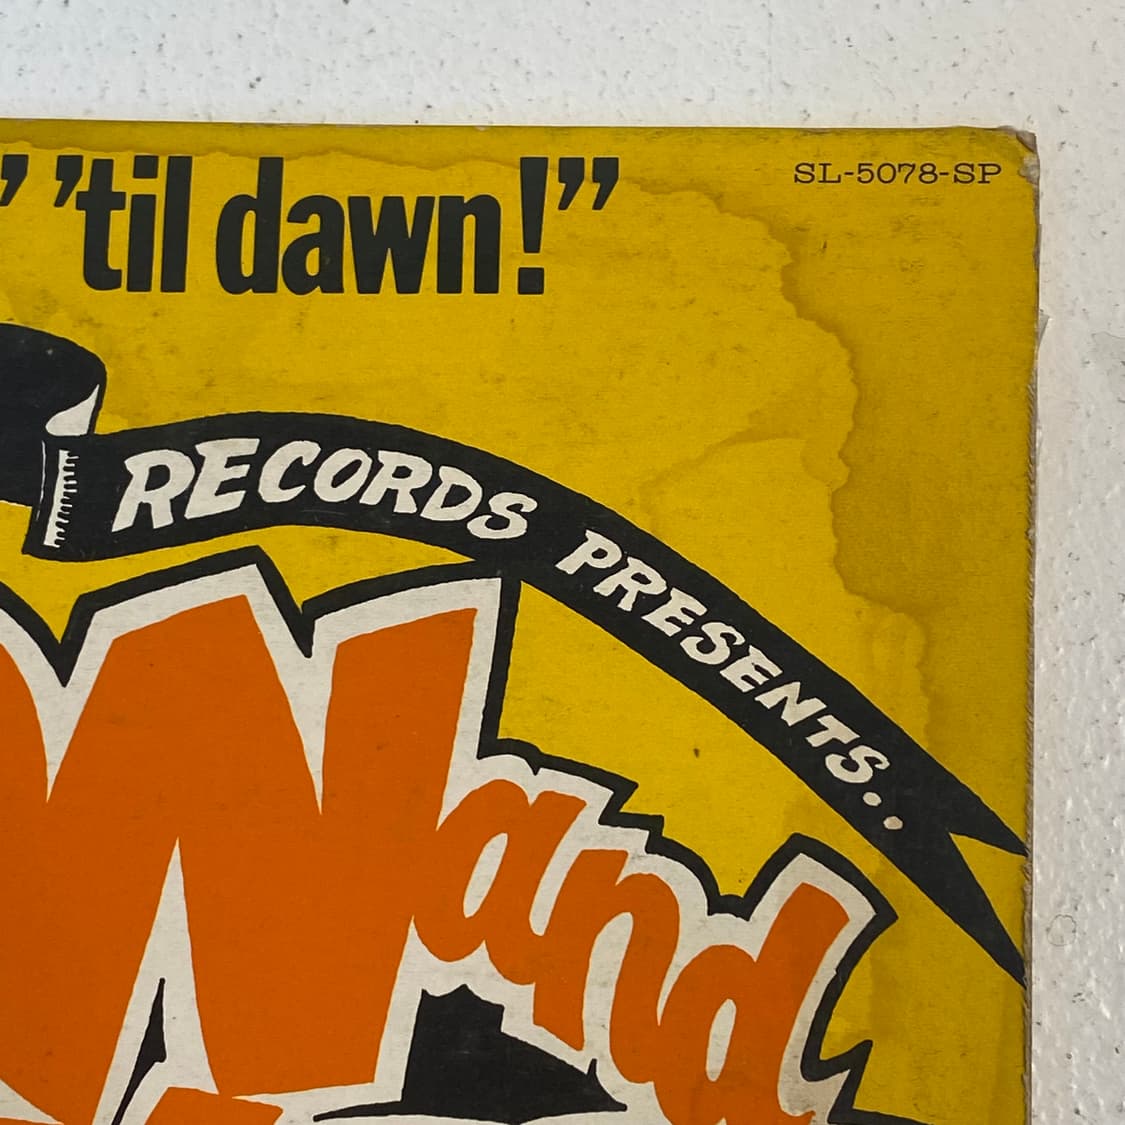 ” ’til dawn!”
SL-5078-SP
RECORDS PRESENTS..
W and